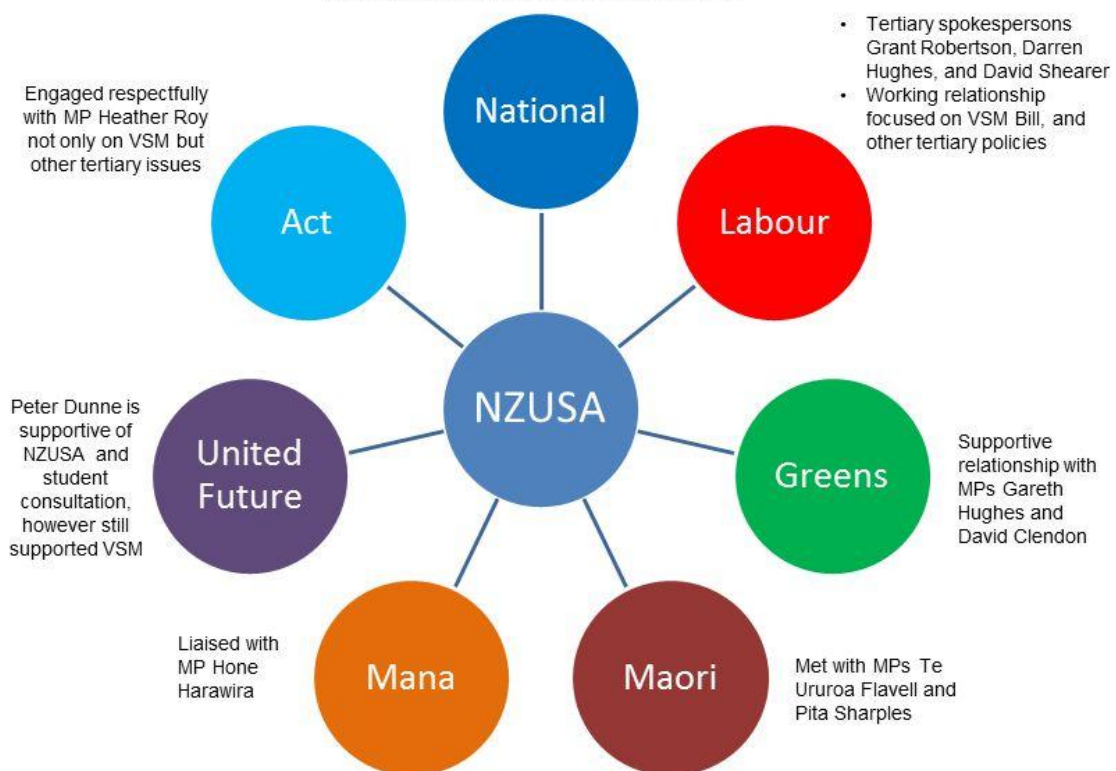 National
• Tertiary spokespersons
Grant Robertson, Darren
Hughes, and David Shearer
• Working relationship
focused on VSM Bill, and
other tertiary policies
Labour
Engaged respectfully
with MP Heather Roy
not only on VSM but
other tertiary issues
Act
NZUSA
Peter Dunne is
supportive of
NZUSA and
student
consultation,
however still
supported VSM
United
Future
Greens
Supportive
relationship with
MPs Gareth
Hughes and
David Clendon
Liaised with
MP Hone
Harawira
Mana
Maori
Met with MPs Te
Ururoa Flavell and
Pita Sharples